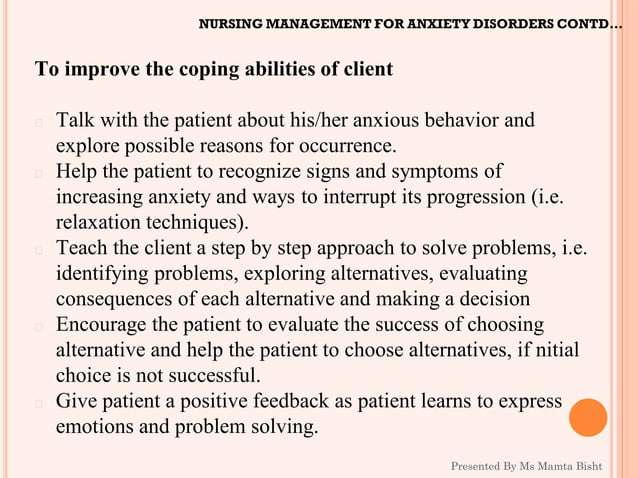 NURSING MANAGEMENT FOR ANXIETY DISORDERS CONTD…
To improve the coping abilities of client
Talk with the patient about his/her anxious behavior and
explore possible reasons for occurrence.
Help the patient to recognize signs and symptoms of
increasing anxiety and ways to interrupt its progression (i.e.
relaxation techniques).
Teach the client a step by step approach to solve problems, i.e.
identifying problems, exploring alternatives, evaluating
consequences of each alternative and making a decision
Encourage the patient to evaluate the success of choosing
alternative and help the patient to choose alternatives, if nitial
choice is not successful.
Give patient a positive feedback as patient learns to express
emotions and problem solving.
Presented By Ms Mamta Bisht